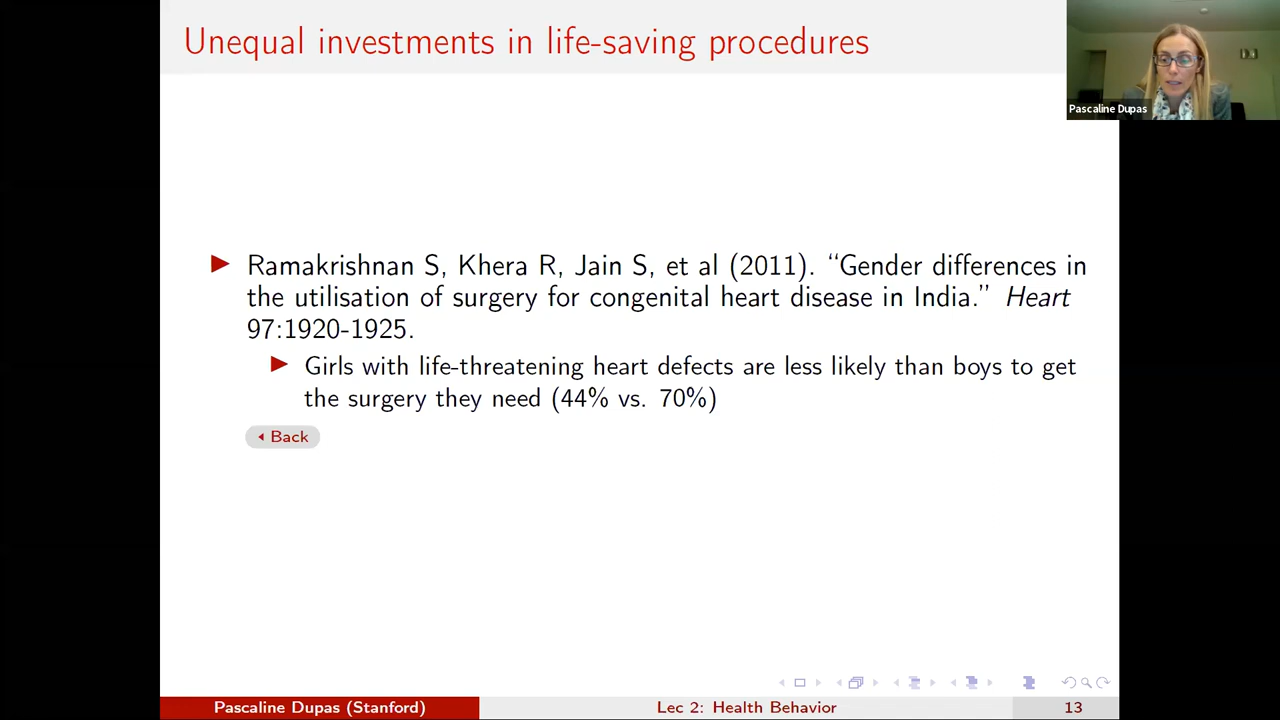 Unequal investments in life-saving procedures
Pascaline Dupas
▶ Ramakrishnan S, Khera R, Jain S, et al (2011). “Gender differences in
the utilisation of surgery for congenital heart disease in India.” Heart
97:1920-1925.
▶ Girls with life-threatening heart defects are less likely than boys to get
the surgery they need (44% vs. 70%)
Back
Pascaline Dupas (Stanford)
Lec 2: Health Behavior
13